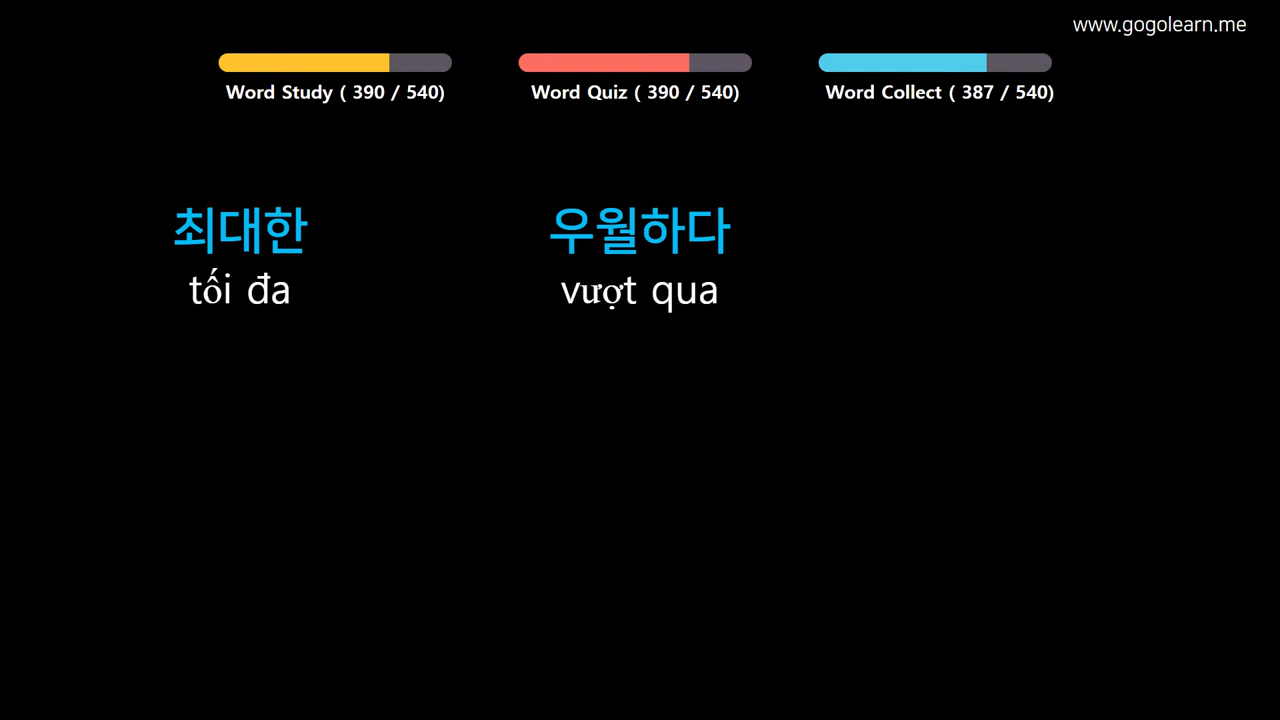 www.gogolearn.me
Word Study ( 390 / 540)
Word Quiz ( 390 / 540)
Word Collect ( 387 / 540)
최대한
tối đa
우월하다
vượt qua